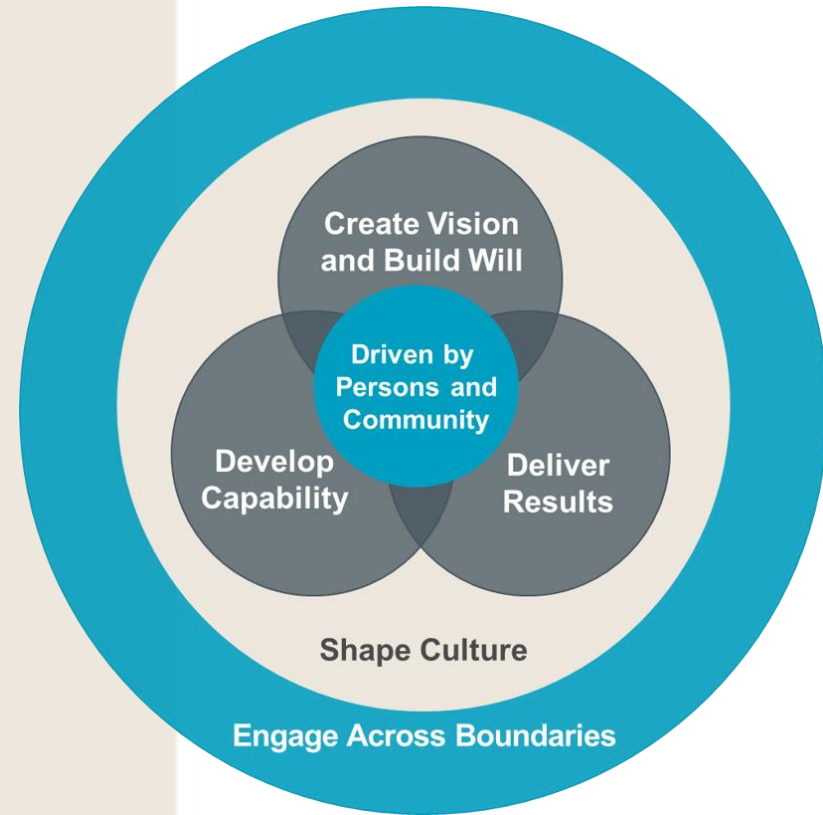 Create Vision
and Build Will
Driven by
Persons and
Community
Develop
Capability
Deliver
Results
Shape Culture
Engage Across Boundaries